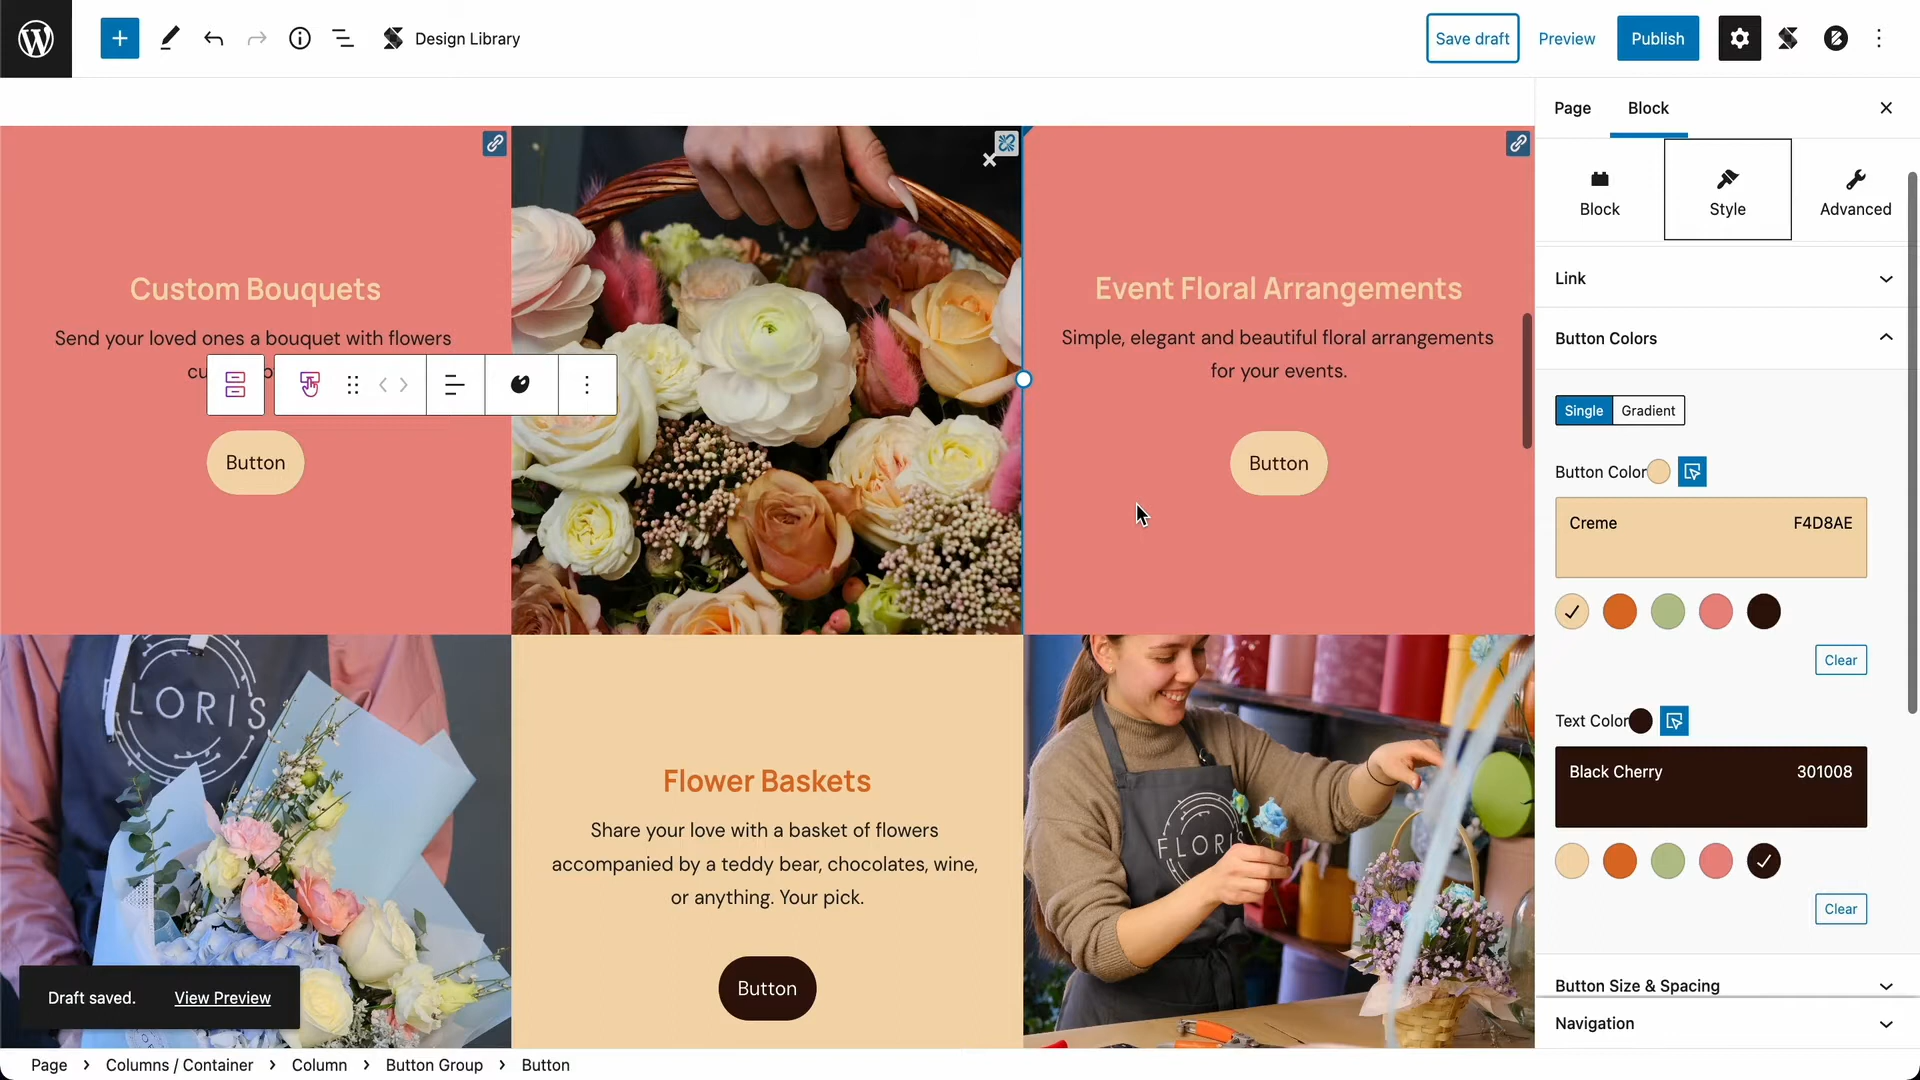 Design Library
Save draft
Preview
Publish
Page
Block
Block
Style
Advanced
Link
Button Colors
Single
Gradient
Button Color
Creme
F4D8AE
Clear
Text Color
Black Cherry
301008
Clear
Button Size & Spacing
Navigation
Custom Bouquets
Send your loved ones a bouquet with flowers
Button
Event Floral Arrangements
Simple, elegant and beautiful floral arrangements
for your events.
Button
FLORIS
Flower Baskets
Share your love with a basket of flowers
accompanied by a teddy bear, chocolates, wine,
or anything. Your pick.
Button
FLORI
Draft saved.
View Preview
Page
Columns / Container
Column
Button Group
Button